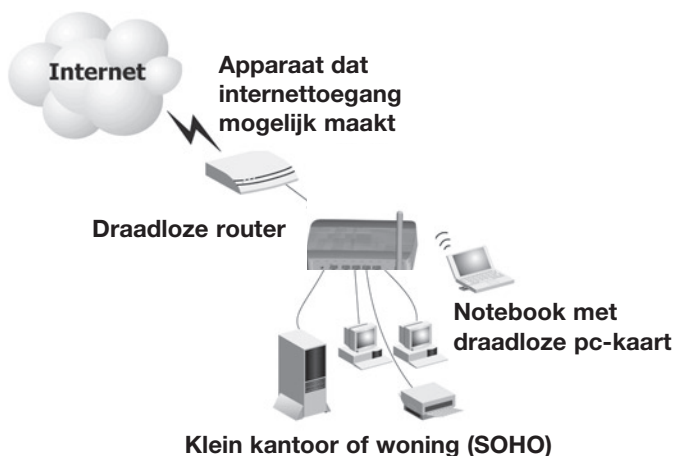 Internet
Apparaat dat
internettoegang
mogelijk maakt
Draadloze router
Notebook met
draadloze pc-kaart
Klein kantoor of woning (SOHO)